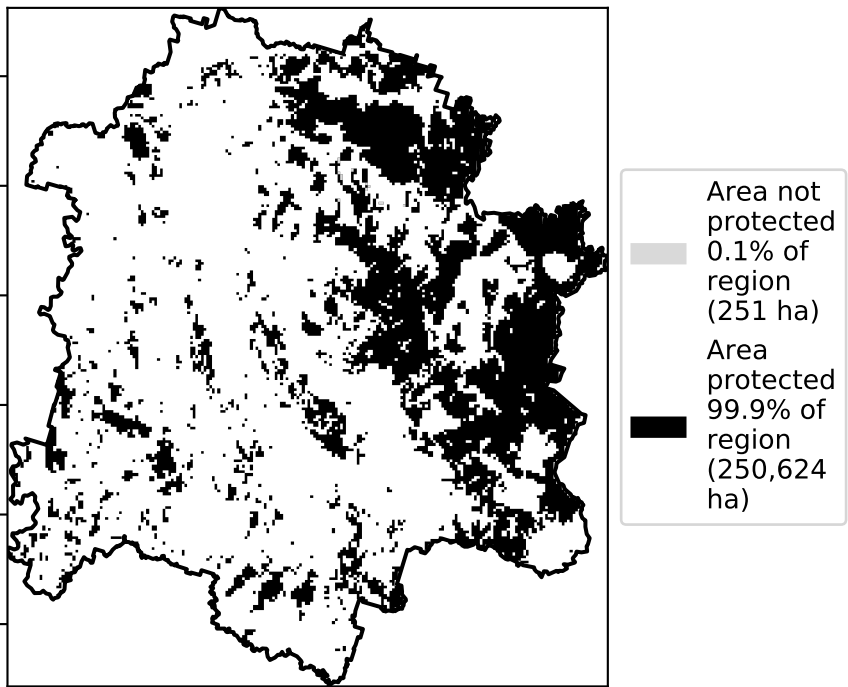 Area not
protected
0.1% of
region
(251 ha)
Area
protected
99.9% of
region
(250,624
ha)